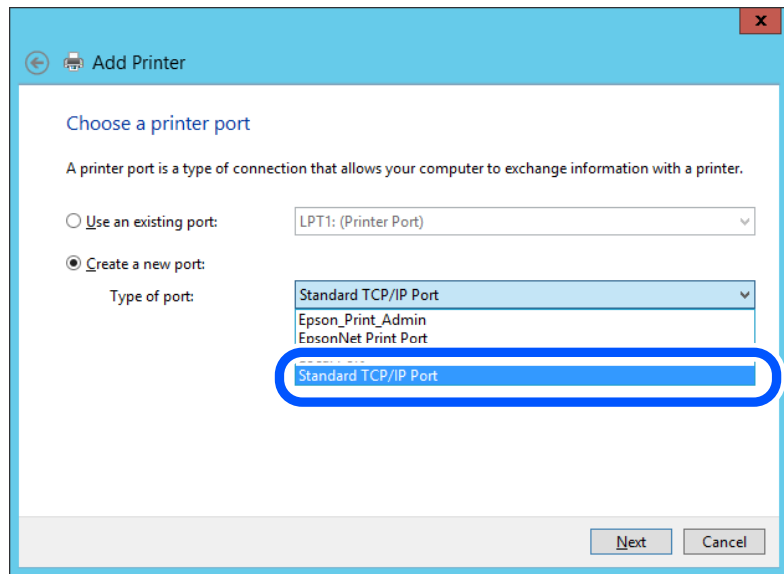 x
Add Printer
Choose a printer port
A printer port is a type of connection that allows your computer to exchange information with a printer.
Use an existing port: LPT1: (Printer Port)
Create a new port:
Type of port: Standard TCP/IP Port
Epson_Print_Admin
EpsonNet Print Port
Standard TCP/IP Port
Next Cancel